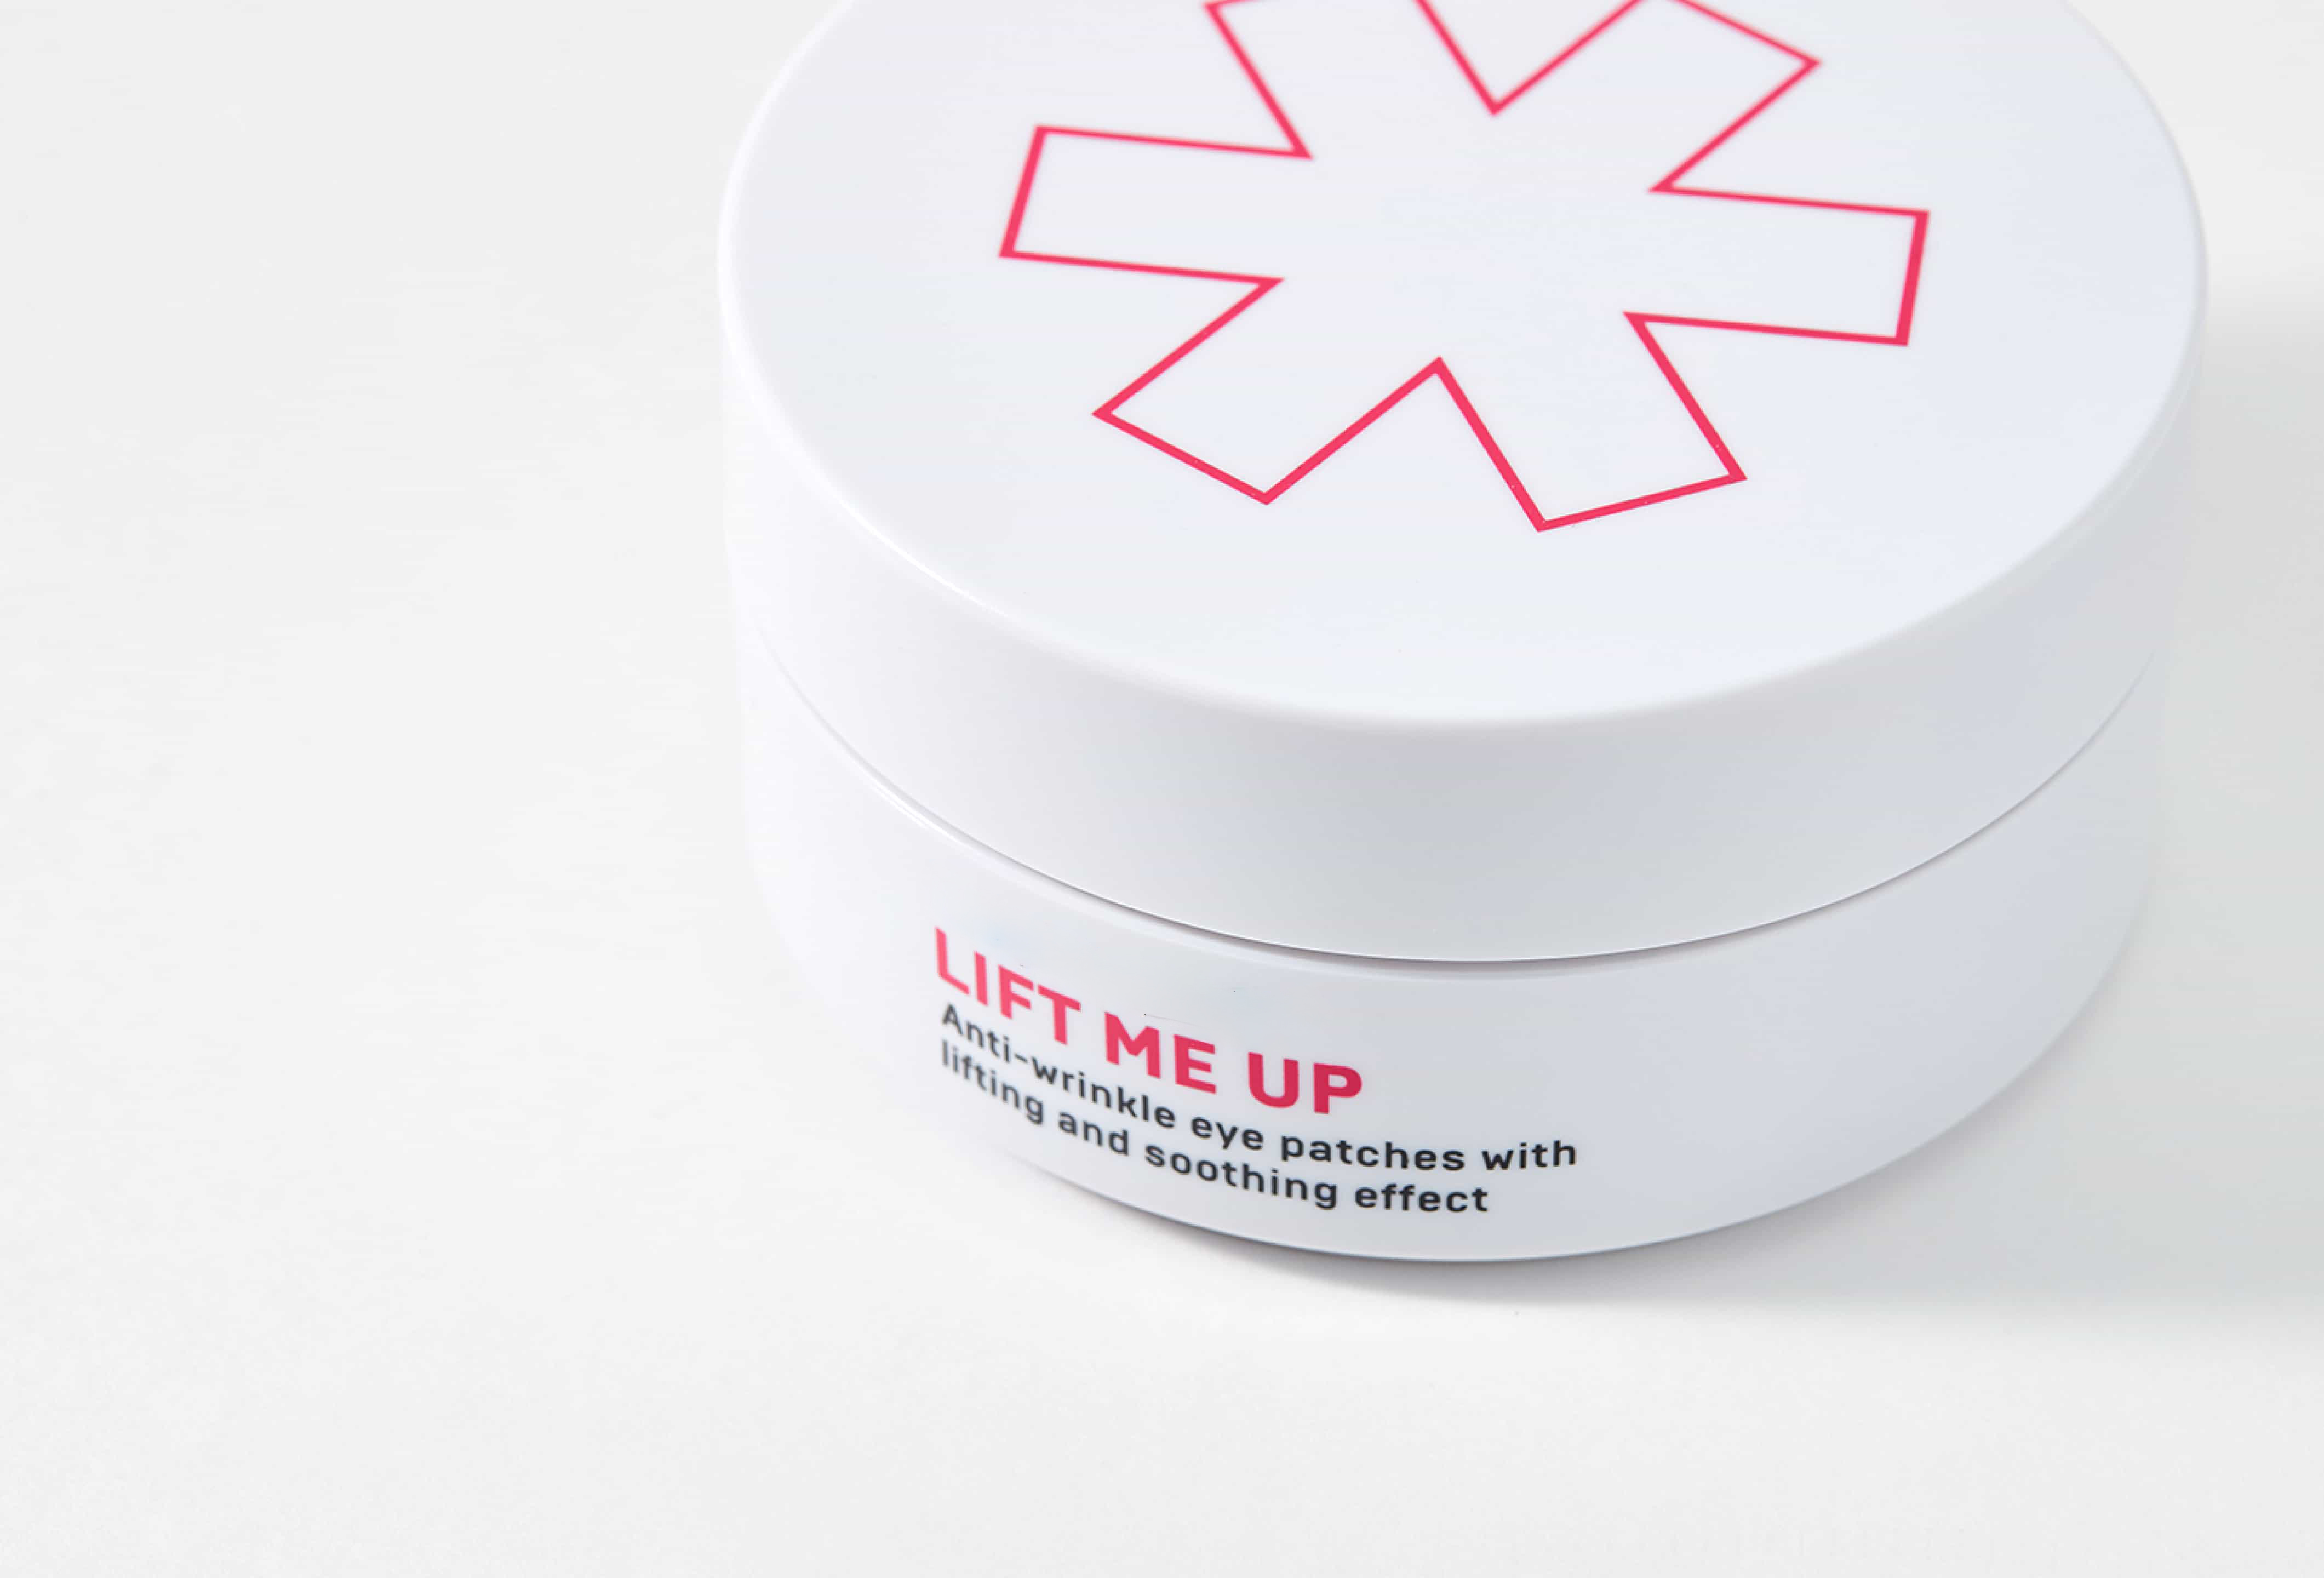 LIFT ME UP
Anti-wrinkle eye patches with
lifting and soothing effect